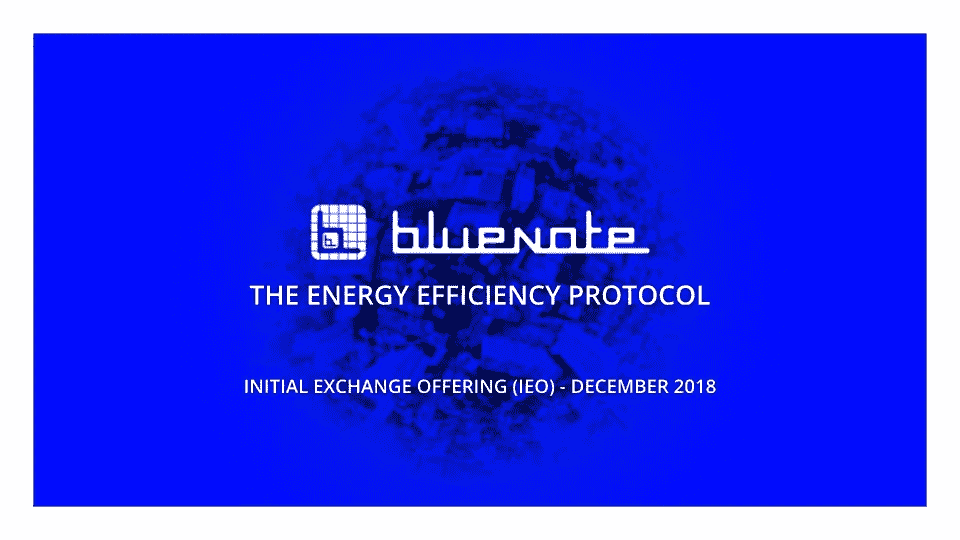 bluenote
THE ENERGY EFFICIENCY PROTOCOL
INITIAL EXCHANGE OFFERING (IEO) - DECEMBER 2018